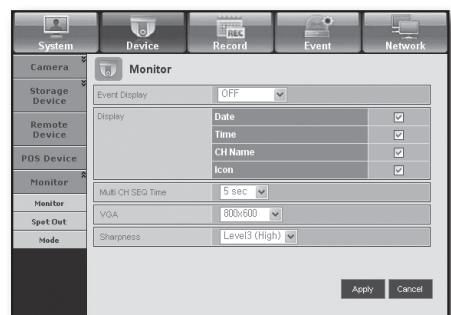 System Device Record Event Network
REC
Camera
Monitor
Storage
Device
Event Display OFF
Display Date
Time
CH Name
Icon
Remote
Device
POS Device
Monitor
Multi CH SEQ Time 5 sec
Monitor
VGA 800x600
Spot Out
Sharpness Level3 (High)
Mode
Apply Cancel